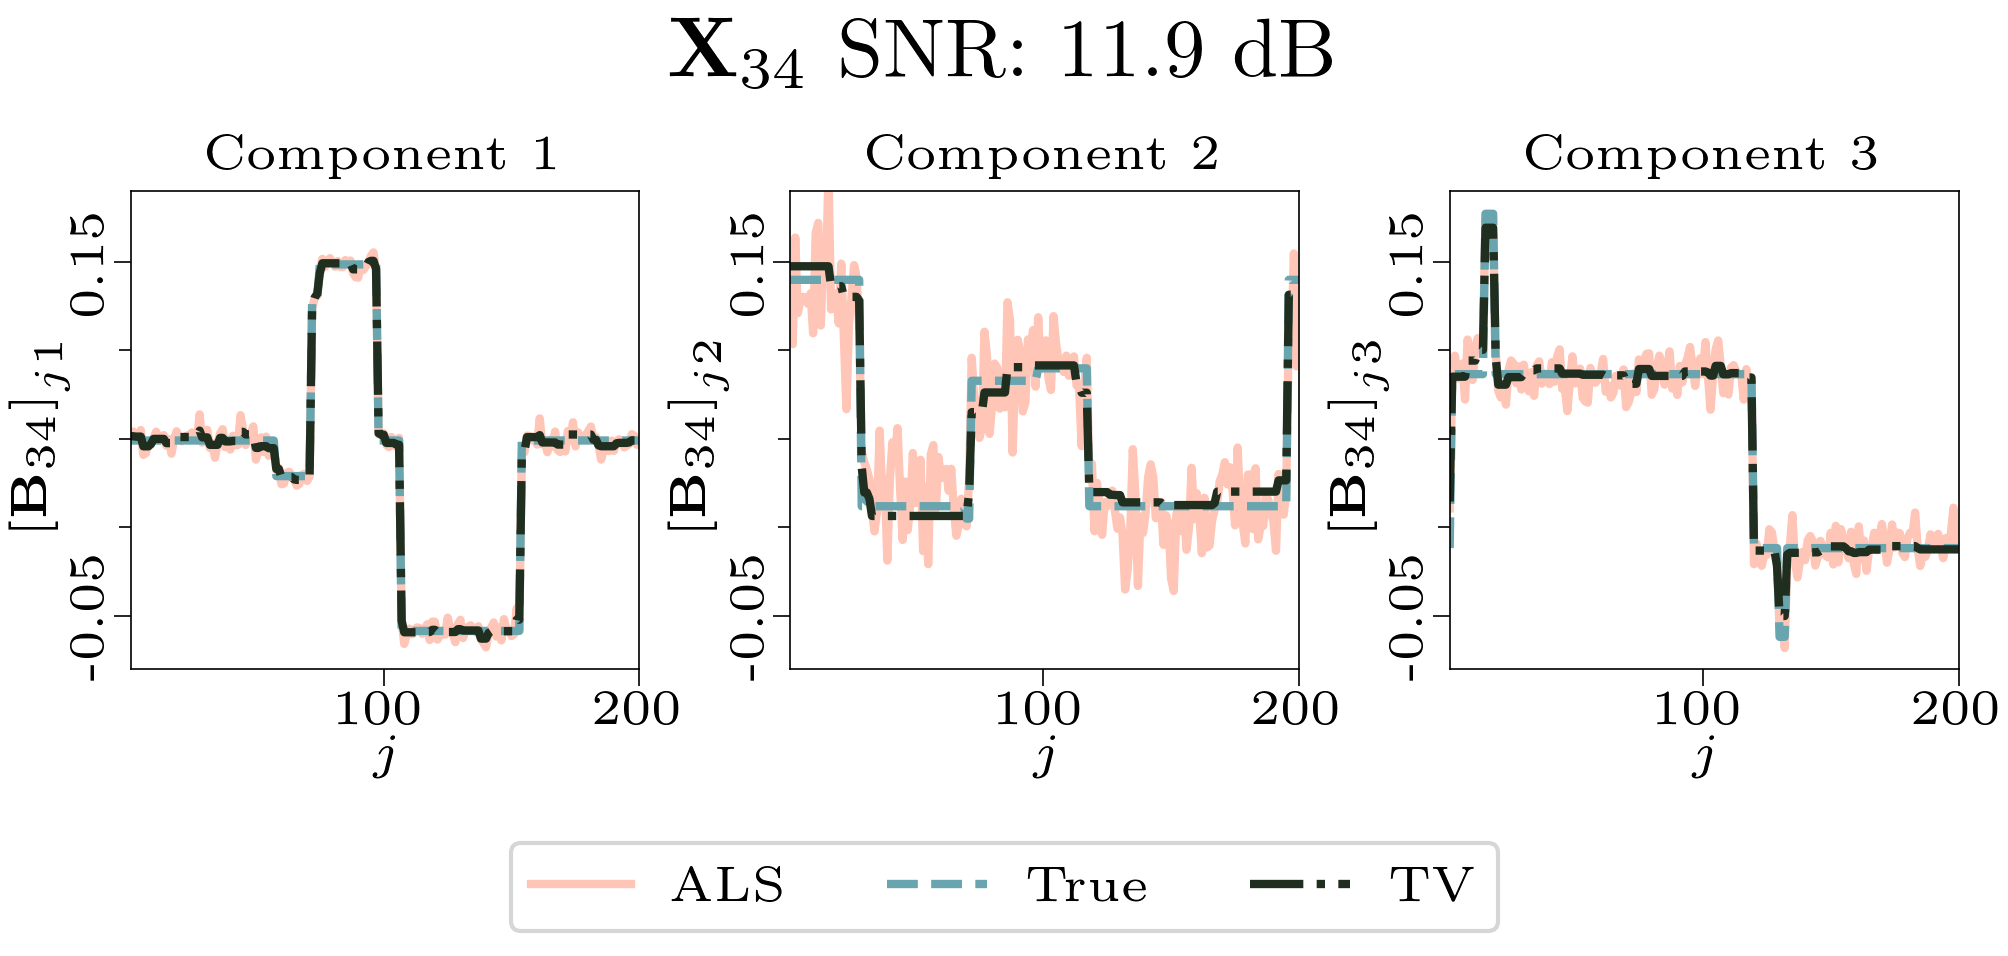 X34 SNR: 11.9 dB
Component 1
Component 2
Component 3
[B34]j1
0.15
-0.05
100
200
j
[B34]j2
0.15
-0.05
100
200
j
[B34]j3
0.15
-0.05
100
200
j
ALS
True
TV